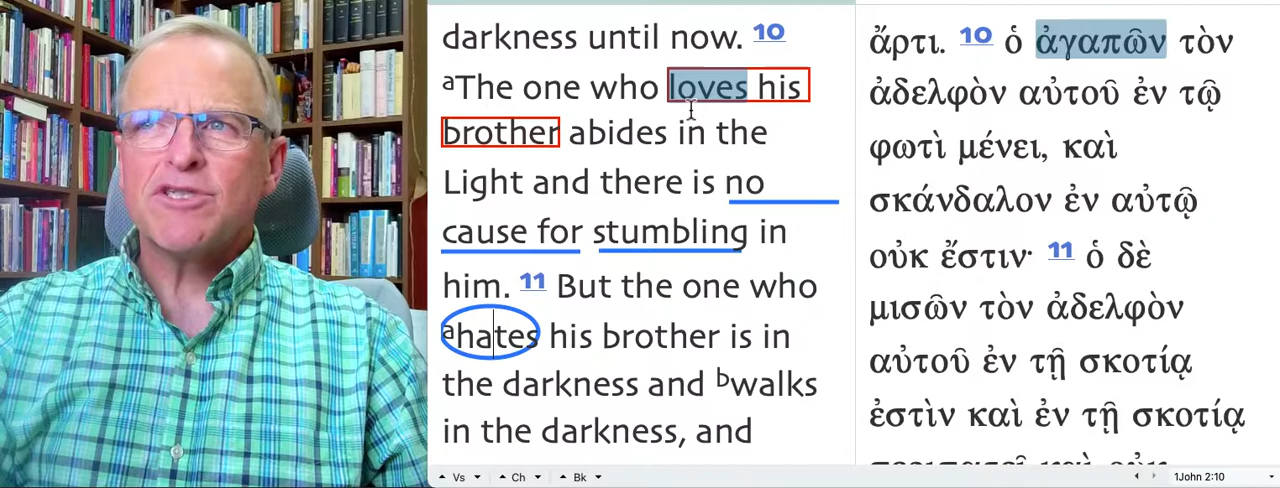 darkness until now. 10
aThe one who loves his
brother abides in the
Light and there is no
cause for stumbling in
him. 11 But the one who
ahates his brother is in
the darkness and bwalks
in the darkness, and
ἄρτι. 10 ὁ ἀγαπῶν τὸν
ἀδελφὸν αὐτοῦ ἐν τῷ
φωτὶ μένει, καὶ
σκάνδαλον ἐν αὐτῷ
οὐκ ἔστιν· 11 ὁ δὲ
μισῶν τὸν ἀδελφὸν
αὐτοῦ ἐν τῇ σκοτίᾳ
ἐστὶν καὶ ἐν τῇ σκοτίᾳ
Vs Ch Bk 1John 2:10